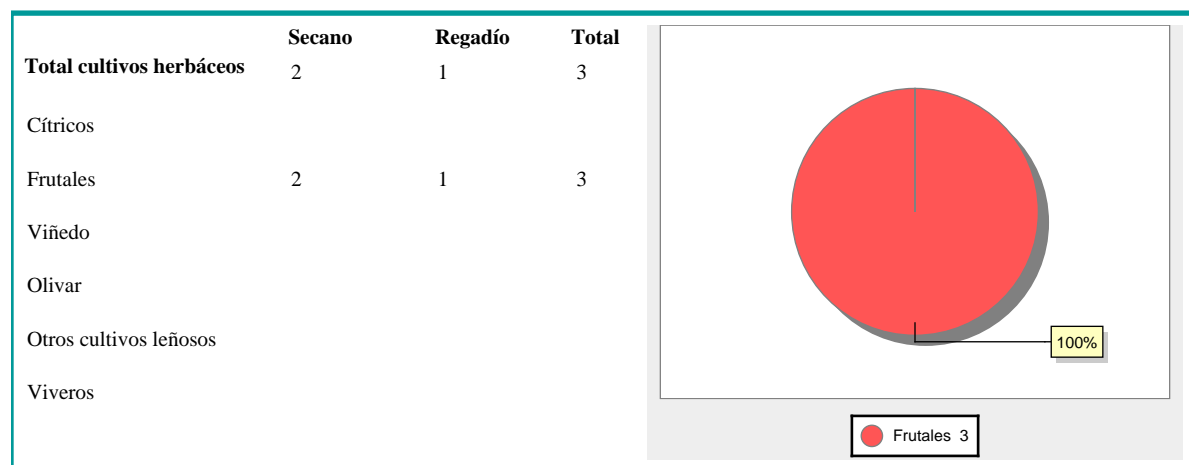 Secano Regadío Total
Total cultivos herbáceos 2 1 3
Cítricos
Frutales 2 1 3
Viñedo
Olivar
Otros cultivos leñosos
Viveros
100%
Frutales 3